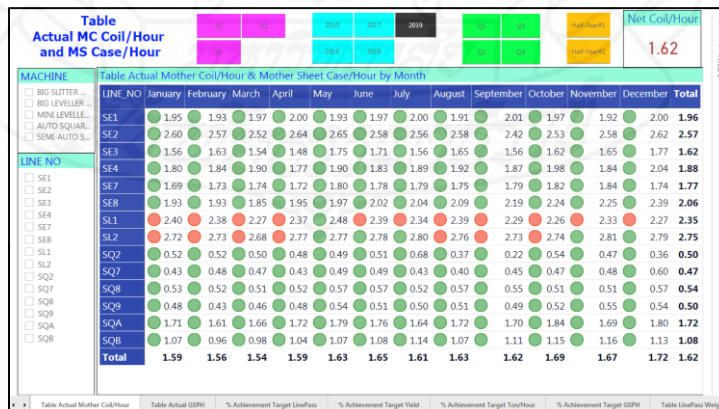 Table
Actual MC Coil/Hour
and MS Case/Hour
2015 2017 2019 Q1 Q3 Half-Year#1
2016 2018 Q2 Q4 Half-Year#2
Net Coil/Hour
1.62
MACHINE
BIG SLITTER ...
BIG LEVELLER ...
MINI LEVELLE...
AUTO SQUAR...
SEMI-AUTO S...
LINE NO
SE1
SE2
SE3
SE4
SE7
SE8
SL1
SL2
SQ2
SQ7
SQ8
SQ9
SQA
SQB
Table Actual Mother Coil/Hour & Mother Sheet Case/Hour by Month
LINE_NO January February March April May June July August September October November December Total
SE1 1.95 1.93 1.97 2.00 1.93 1.97 2.00 1.91 2.01 1.97 1.92 2.00 1.96
SE2 2.60 2.57 2.52 2.64 2.65 2.58 2.56 2.58 2.42 2.53 2.58 2.62 2.57
SE3 1.56 1.63 1.54 1.48 1.75 1.71 1.56 1.65 1.56 1.62 1.65 1.77 1.62
SE4 1.80 1.84 1.90 1.77 1.90 1.83 1.89 1.92 1.87 1.98 1.84 2.04 1.88
SE7 1.69 1.73 1.74 1.72 1.80 1.78 1.79 1.75 1.79 1.82 1.84 1.74 1.77
SE8 1.93 1.93 1.85 1.95 1.97 2.02 2.04 2.09 2.19 2.24 2.25 2.39 2.06
SL1 2.40 2.38 2.27 2.37 2.48 2.39 2.34 2.39 2.29 2.26 2.33 2.27 2.35
SL2 2.72 2.73 2.68 2.77 2.77 2.78 2.80 2.76 2.73 2.74 2.81 2.79 2.75
SQ2 0.52 0.52 0.50 0.48 0.49 0.51 0.68 0.37 0.22 0.54 0.47 0.36 0.50
SQ7 0.43 0.48 0.47 0.43 0.49 0.49 0.43 0.40 0.45 0.47 0.48 0.60 0.47
SQ8 0.53 0.52 0.51 0.52 0.57 0.57 0.52 0.57 0.55 0.51 0.51 0.57 0.54
SQ9 0.48 0.43 0.46 0.48 0.54 0.51 0.50 0.51 0.49 0.52 0.55 0.54 0.50
SQA 1.71 1.61 1.66 1.72 1.79 1.76 1.64 1.72 1.70 1.84 1.69 1.80 1.72
SQB 1.07 0.96 0.98 1.04 1.07 1.08 1.14 1.07 1.11 1.15 1.16 1.13 1.08
Total 1.59 1.56 1.54 1.59 1.63 1.65 1.61 1.63 1.62 1.69 1.67 1.72 1.62
Table Actual Mother Coil/Hour Table Actual GSPH % Achievement Target LinePass % Achievement Target Yield % Achievement Target Ton/Hour % Achievement Target GSPH Table LinePass Weig